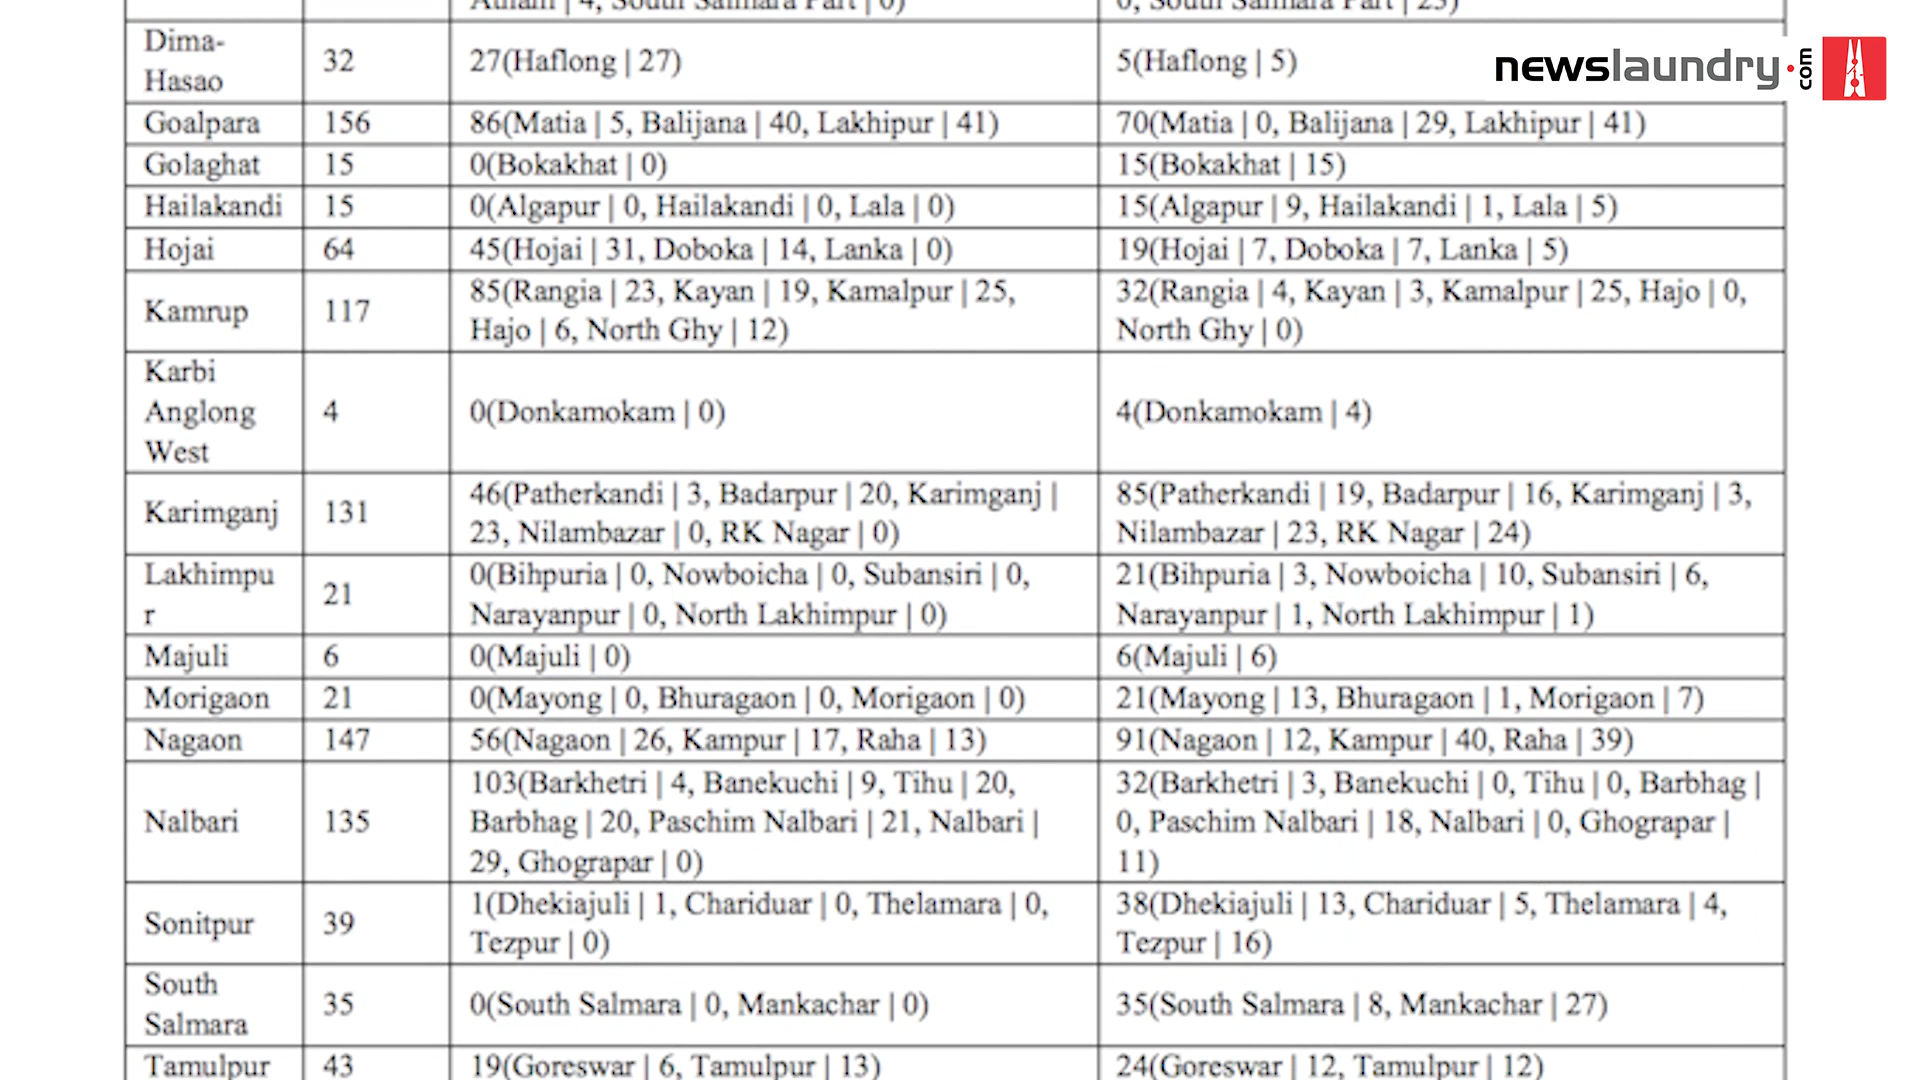 Athani | 4, South Salmara Part | 0)
0, South Salmara Part | 23)
newslaundry.com
Dima-
Hasao
32
27(Haflong | 27)
5(Haflong | 5)
Goalpara
156
86(Matia | 5, Balijana | 40, Lakhipur | 41)
70(Matia | 0, Balijana | 29, Lakhipur | 41)
Golaghat
15
0(Bokakhat | 0)
15(Bokakhat | 15)
Hailakandi
15
0(Algapur | 0, Hailakandi | 0, Lala | 0)
15(Algapur | 9, Hailakandi | 1, Lala | 5)
Hojai
64
45(Hojai | 31, Doboka | 14, Lanka | 0)
19(Hojai | 7, Doboka | 7, Lanka | 5)
Kamrup
117
85(Rangia | 23, Kayan | 19, Kamalpur | 25,
Hajo | 6, North Ghy | 12)
32(Rangia | 4, Kayan | 3, Kamalpur | 25, Hajo | 0,
North Ghy | 0)
Karbi
Anglong
West
4
0(Donkamokam | 0)
4(Donkamokam | 4)
Karimganj
131
46(Patherkandi | 3, Badarpur | 20, Karimganj |
23, Nilambazar | 0, RK Nagar | 0)
85(Patherkandi | 19, Badarpur | 16, Karimganj | 3,
Nilambazar | 23, RK Nagar | 24)
Lakhimpu
r
21
0(Bihpuria | 0, Nowboicha | 0, Subansiri | 0,
Narayanpur | 0, North Lakhimpur | 0)
21(Bihpuria | 3, Nowboicha | 10, Subansiri | 6,
Narayanpur | 1, North Lakhimpur | 1)
Majuli
6
0(Majuli | 0)
6(Majuli | 6)
Morigaon
21
0(Mayong | 0, Bhuragaon | 0, Morigaon | 0)
21(Mayong | 13, Bhuragaon | 1, Morigaon | 7)
Nagaon
147
56(Nagaon | 26, Kampur | 17, Raha | 13)
91(Nagaon | 12, Kampur | 40, Raha | 39)
Nalbari
135
103(Barkhetri | 4, Banekuchi | 9, Tihu | 20,
Barbhag | 20, Paschim Nalbari | 21, Nalbari |
29, Ghograpar | 0)
32(Barkhetri | 3, Banekuchi | 0, Tihu | 0, Barbhag |
0, Paschim Nalbari | 18, Nalbari | 0, Ghograpar |
11)
Sonitpur
39
1(Dhekiajuli | 1, Chariduar | 0, Thelamara | 0,
Tezpur | 0)
38(Dhekiajuli | 13, Chariduar | 5, Thelamara | 4,
Tezpur | 16)
South
Salmara
35
0(South Salmara | 0, Mankachar | 0)
35(South Salmara | 8, Mankachar | 27)
Tamulpur
43
19(Goreswar | 6, Tamulpur | 13)
24(Goreswar | 12, Tamulpur | 12)